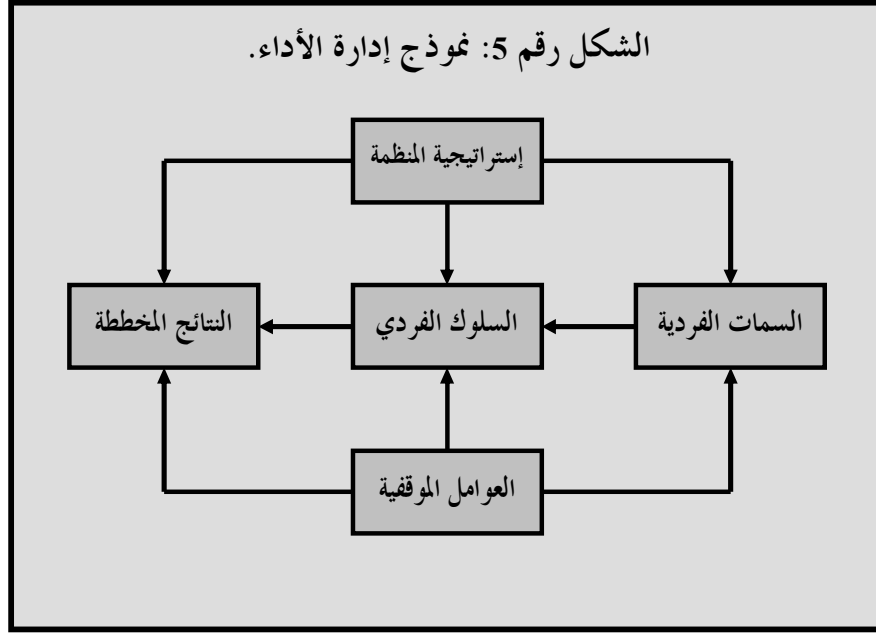 الشكل رقم 5: نموذج إدارة الأداء.
إستراتيجية المنظمة
السمات الفردية
السلوك الفردي
النتائج المخططة
العوامل الموقفية